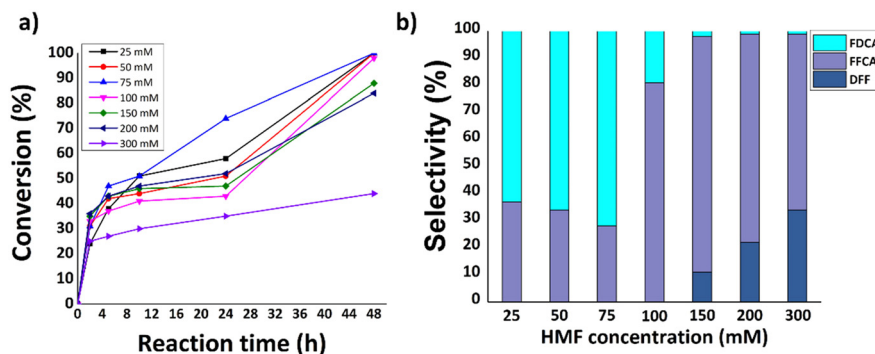 a)
Conversion (%)
100
90
80
70
60
50
40
30
20
10
0
25 mM
50 mM
75 mM
100 mM
150 mM
200 mM
300 mM
0 4 8 12 16 20 24 28 32 36 40 44 48
Reaction time (h)
b)
Selectivity (%)
100
90
80
70
60
50
40
30
20
10
0
FDCA
FFCA
DFF
25 50 75 100 150 200 300
HMF concentration (mM)